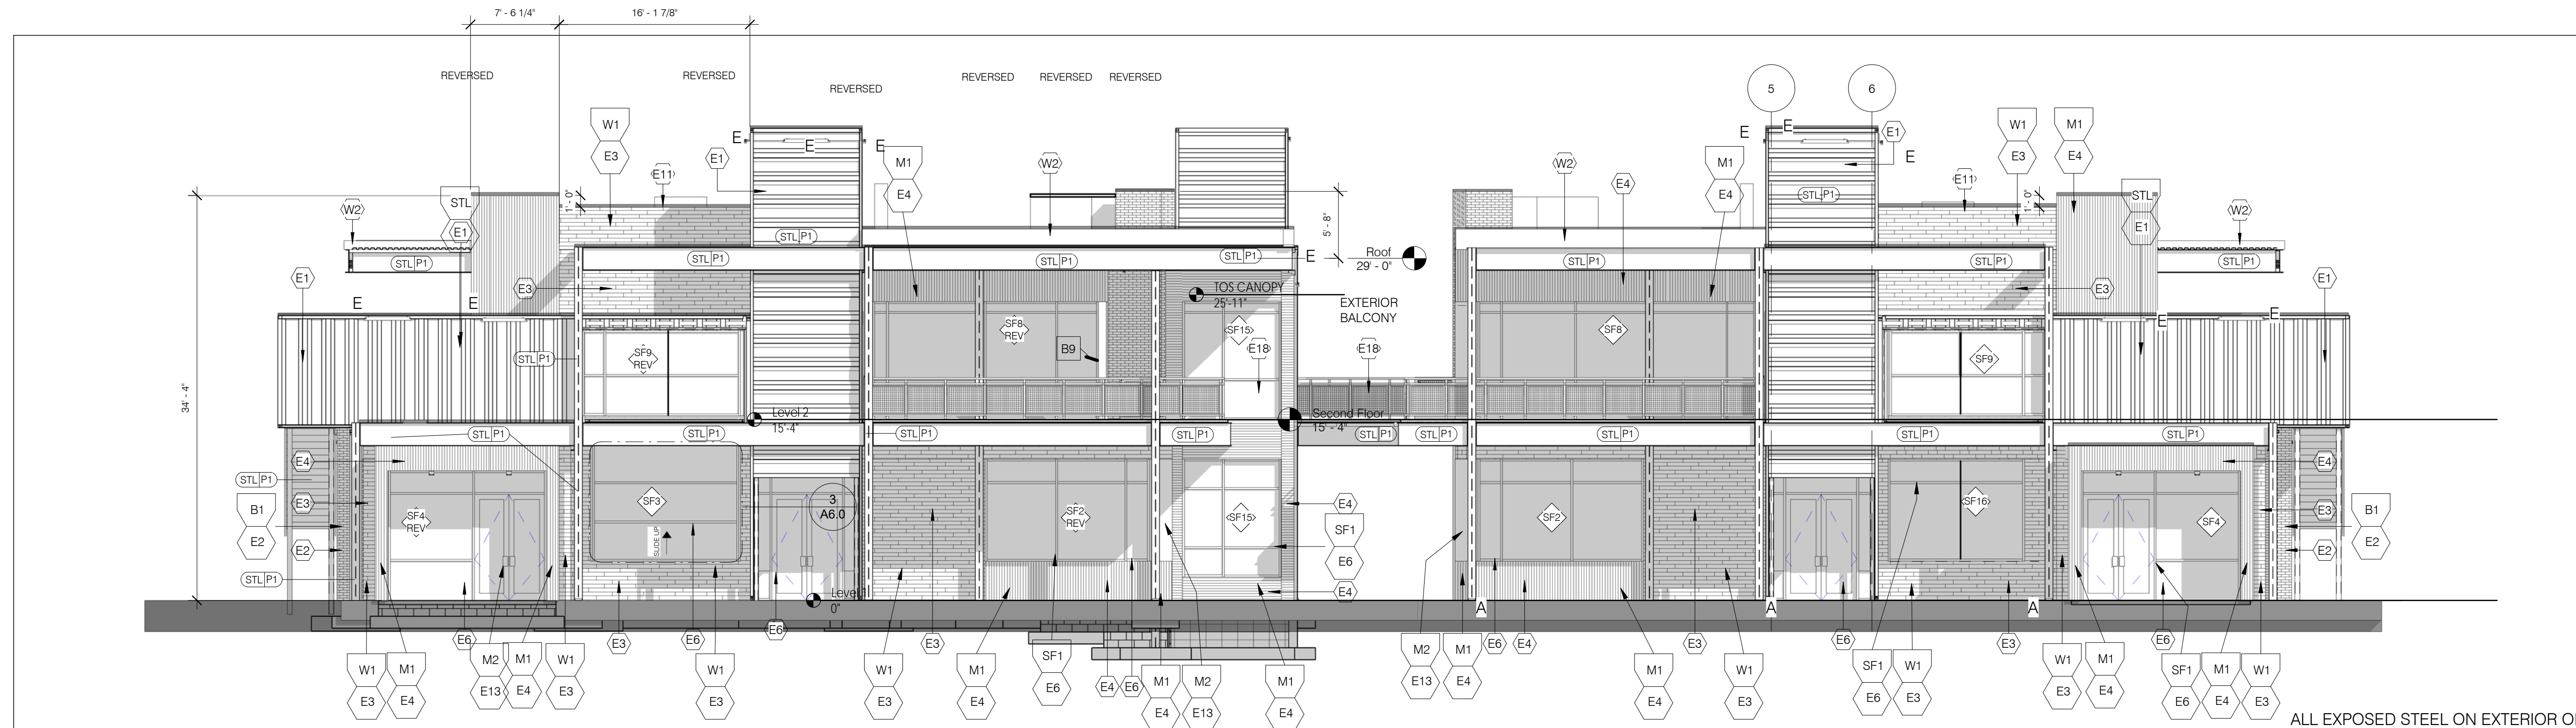 7' - 6 1/4"
16' - 1 7/8"
REVERSED
REVERSED
REVERSED
REVERSED
REVERSED
REVERSED
5
6
W1
E3
E
E
E
E1
E11
M1
E4
W2
W2
E4
M1
E4
E
E
E1
E
STL P1
E11
W1
E3
M1
E4
1' - 0"
STL
E1
W2
STL P1
34' - 4"
STL P1
STL P1
STL P1
STL P1
E
5' - 8"
Roof
29' - 0"
STL P1
STL P1
1' - 0"
STL
E1
W2
STL P1
E1
E
E
E3
TOS CANOPY
25'-11"
EXTERIOR
BALCONY
E3
E1
E
E
STL P1
SF9
REV
SF8
REV
B9
SF15
E18
E18
SF8
SF9
Level 2
15'-4"
Second Floor
15' - 4"
STL P1
STL P1
STL P1
STL P1
STL P1
STL P1
STL P1
STL P1
STL P1
E4
STL P1
E3
B1
E2
E2
STL P1
SF4
REV
SF3
SLIDE UP
3
A6.0
SF2
REV
SF15
E4
SF1
E6
E4
SF2
SF16
SF4
E4
E3
B1
E2
E2
Level 1
0"
A
A
A
E6
E3
E6
E6
E3
E4
E6
E6
E4
E3
E6
E3
E6
W1
E3
M1
E4
M2
E13
M1
E4
W1
E3
W1
E3
W1
E3
M1
E4
SF1
E6
M1
E4
M2
E13
M1
E4
M2
E13
M1
E4
M1
E4
W1
E3
SF1
E6
W1
E3
W1
E3
M1
E4
SF1
E6
M1
E4
W1
E3
ALL EXPOSED STEEL ON EXTERIOR